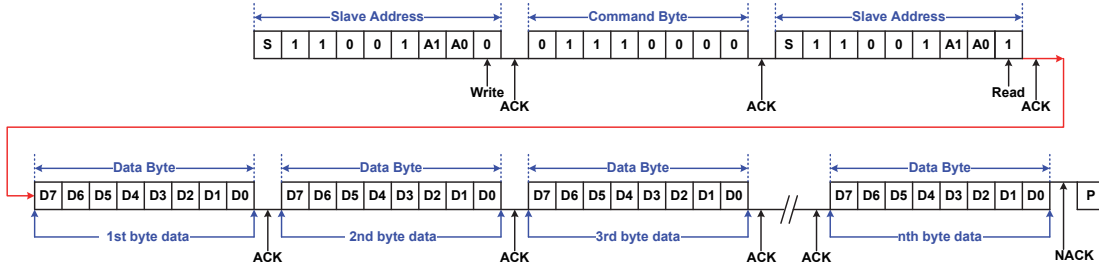 Slave Address Command Byte Slave Address
S 1 1 0 0 1 A1 A0 0 0 1 1 1 0 0 0 0 S 1 1 0 0 1 A1 A0 1
Write ACK ACK Read ACK
Data Byte Data Byte Data Byte Data Byte
D7 D6 D5 D4 D3 D2 D1 D0 D7 D6 D5 D4 D3 D2 D1 D0 D7 D6 D5 D4 D3 D2 D1 D0 // D7 D6 D5 D4 D3 D2 D1 D0 P
1st byte data 2nd byte data 3rd byte data nth byte data
ACK ACK ACK ACK NACK